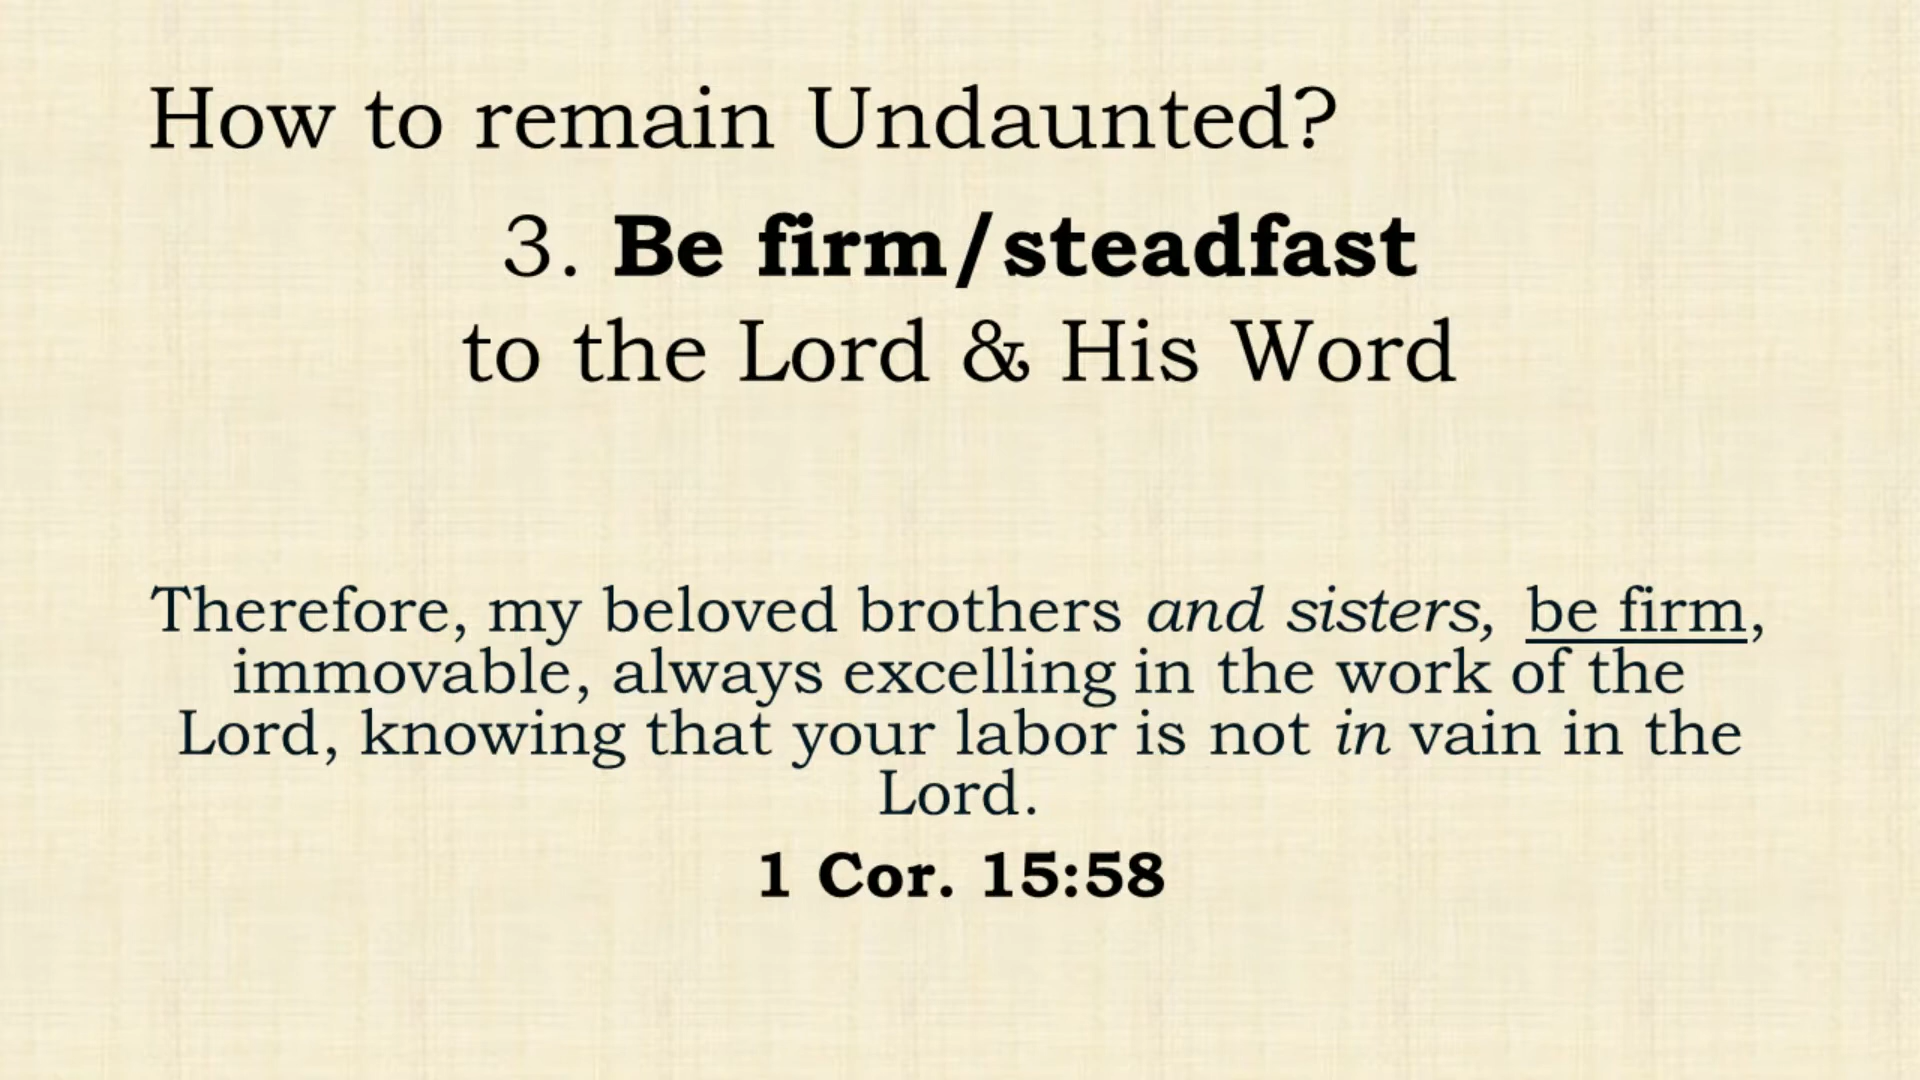 How to remain Undaunted?
3. Be firm/steadfast
to the Lord & His Word
Therefore, my beloved brothers and sisters, be firm,
immovable, always excelling in the work of the
Lord, knowing that your labor is not in vain in the
Lord.
1 Cor. 15:58